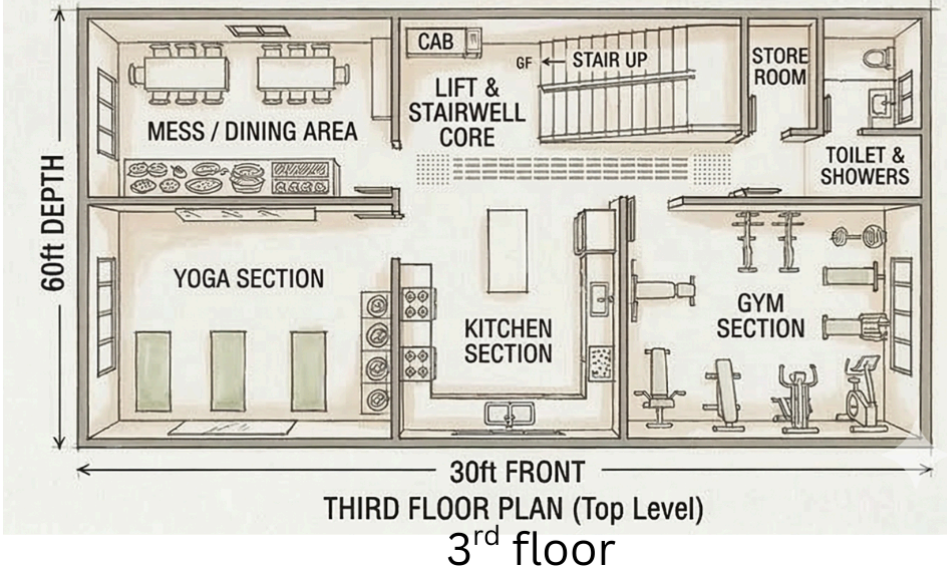 CAB
GF ← STAIR UP
STORE
ROOM
LIFT &
STAIRWELL
CORE
MESS / DINING AREA
TOILET &
SHOWERS
60ft DEPTH
YOGA SECTION
KITCHEN
SECTION
GYM
SECTION
30ft FRONT
THIRD FLOOR PLAN (Top Level)
3rd floor